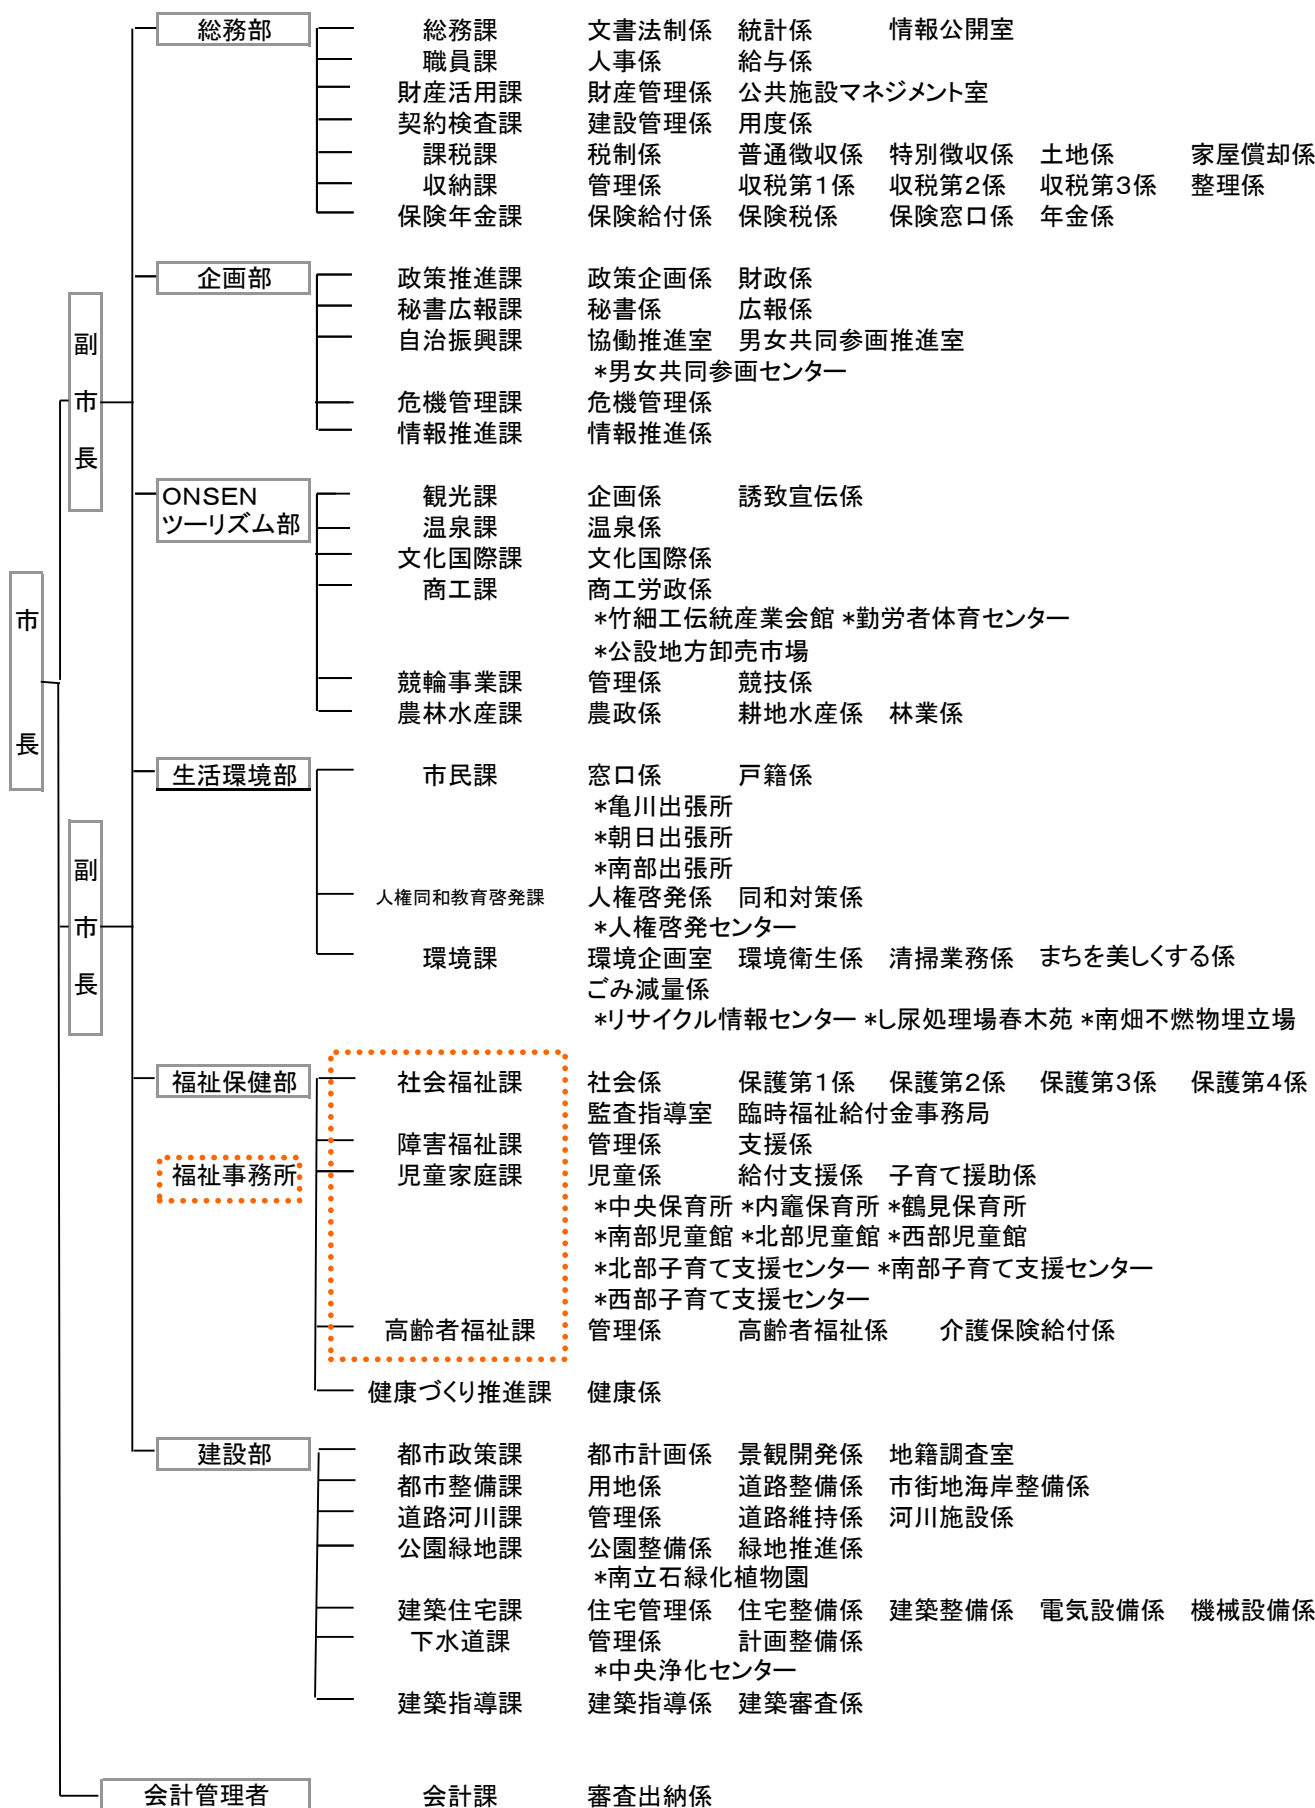 総務部 総務課 文書法制係 統計係 情報公開室
職員課 人事係 給与係
財産活用課 財産管理係 公共施設マネジメント室
契約検査課 建設管理係 用度係
課税課 税制係 普通徴収係 特別徴収係 土地係 家屋償却係
収納課 管理係 収税第1係 収税第2係 収税第3係 整理係
保険年金課 保険給付係 保険税係 保険窓口係 年金係
企画部 政策推進課 政策企画係 財政係
秘書広報課 秘書係 広報係
自治振興課 協働推進室 男女共同参画推進室
*男女共同参画センター
危機管理課 危機管理係
情報推進課 情報推進係
副市長
ONSEN
ツーリズム部
観光課 企画係 誘致宣伝係
温泉課 温泉係
文化国際課 文化国際係
商工課 商工労政係
*竹細工伝統産業会館 *勤労者体育センター
*公設地方卸売市場
競輪事業課 管理係 競技係
農林水産課 農政係 耕地水産係 林業係
市長
生活環境部 市民課 窓口係 戸籍係
*亀川出張所
*朝日出張所
*南部出張所
人権同和教育啓発課 人権啓発係 同和対策係
*人権啓発センター
環境課 環境企画室 環境衛生係 清掃業務係 まちを美しくする係
ごみ減量係
*リサイクル情報センター *し尿処理場春木苑 *南畑不燃物埋立場
副市長
福祉保健部 社会福祉課 社会係 保護第1係 保護第2係 保護第3係 保護第4係
監査指導室 臨時福祉給付金事務局
障害福祉課 管理係 支援係
福祉事務所 児童家庭課 児童係 給付支援係 子育て援助係
*中央保育所 *内竈保育所 *鶴見保育所
*南部児童館 *北部児童館 *西部児童館
*北部子育て支援センター *南部子育て支援センター
*西部子育て支援センター
高齢者福祉課 管理係 高齢者福祉係 介護保険給付係
健康づくり推進課 健康係
建設部 都市政策課 都市計画係 景観開発係 地籍調査室
都市整備課 用地係 道路整備係 市街地海岸整備係
道路河川課 管理係 道路維持係 河川施設係
公園緑地課 公園整備係 緑地推進係
*南立石緑化植物園
建築住宅課 住宅管理係 住宅整備係 建築整備係 電気設備係 機械設備係
下水道課 管理係 計画整備係
*中央浄化センター
建築指導課 建築指導係 建築審査係
会計管理者 会計課 審査出納係